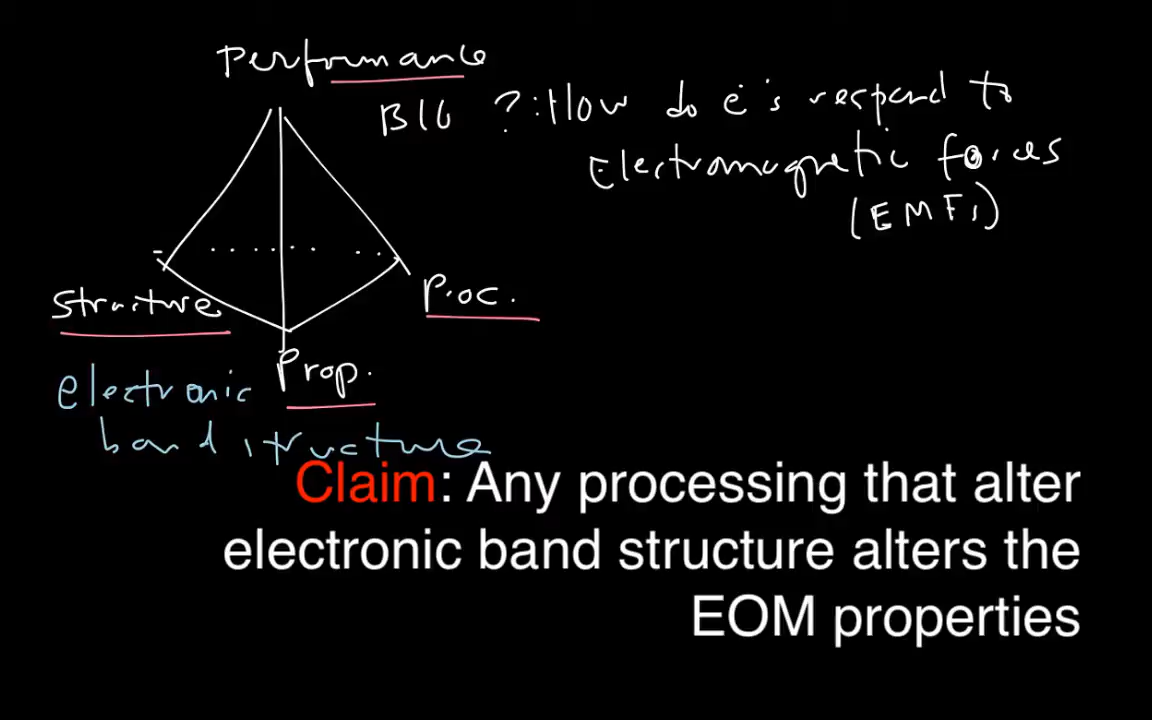 Performance
BIG ?: How do e's respond to
Electromagnetic forces
(EMFs)
Structure
Proc.
Prop.
electronic
band structure
Claim: Any processing that alter
electronic band structure alters the
EOM properties